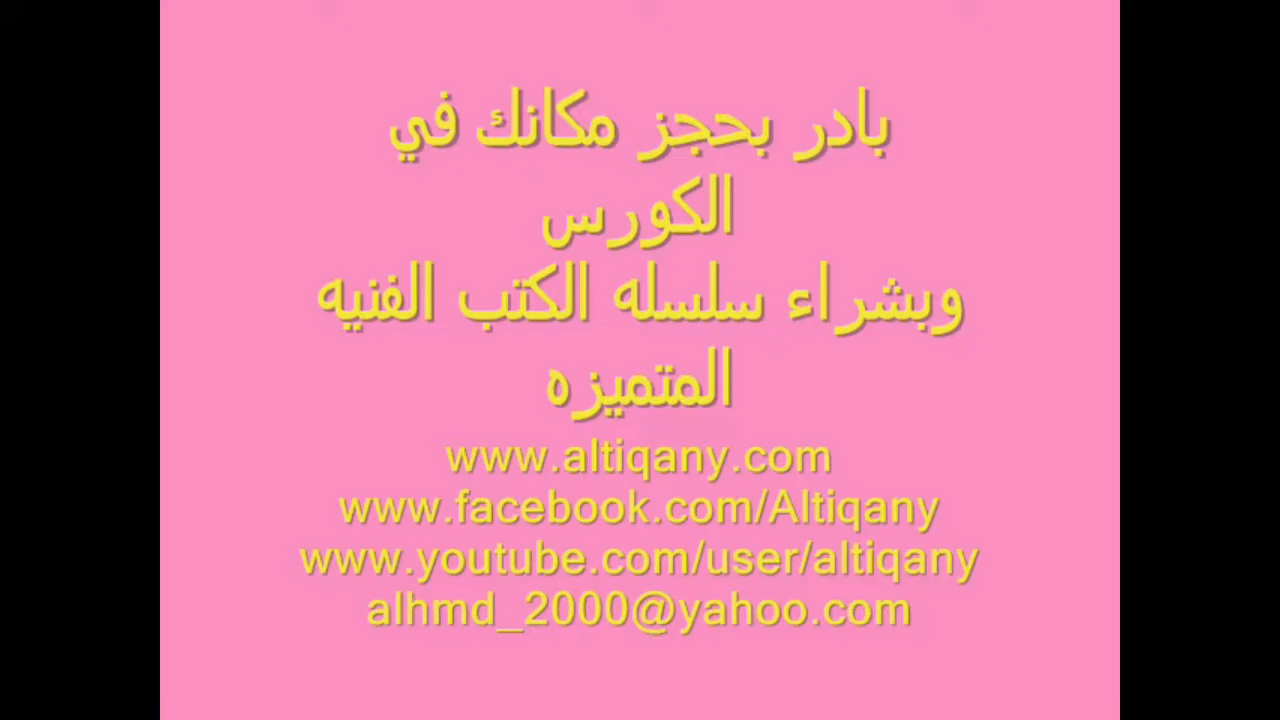 بادر بحجز مكانك في
الكورس
وبشراء سلسله الكتب الفنيه
المتميزه
www.altiqany.com
www.facebook.com/Altiqany
www.youtube.com/user/altiqany
alhmd_2000@yahoo.com